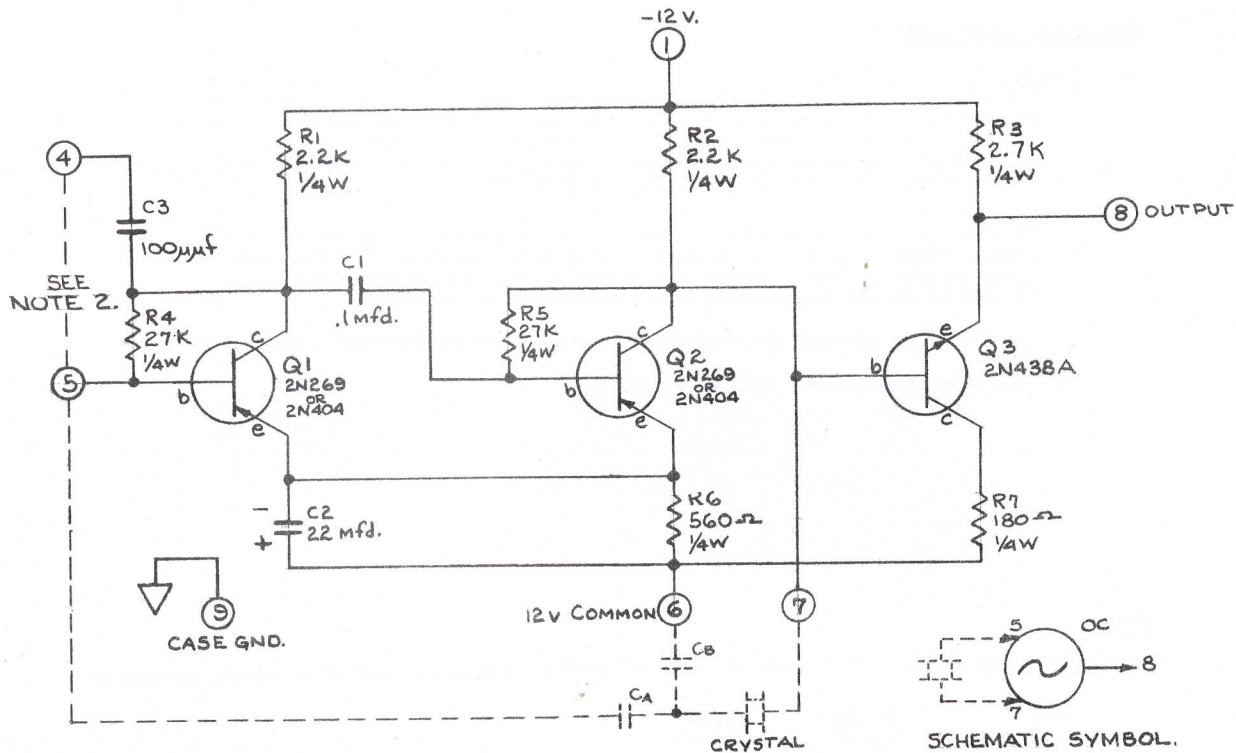 -12 V.
1
4
C3
100μμf
SEE
NOTE 2.
R4
27K
1/4W
5
R1
2.2K
1/4W
c
b
e
Q1
2N269
OR
2N404
C1
.1 mfd.
R2
2.2K
1/4W
R5
27K
1/4W
c
b
e
Q2
2N269
OR
2N404
R3
2.7K
1/4W
8 OUTPUT
e
b
c
Q3
2N438A
-
+
C2
22 mfd.
R6
560Ω
1/4W
R7
180Ω
1/4W
9
CASE GND.
12V COMMON 6
7
CB
CA
CRYSTAL
5
OC
8
7
SCHEMATIC SYMBOL.